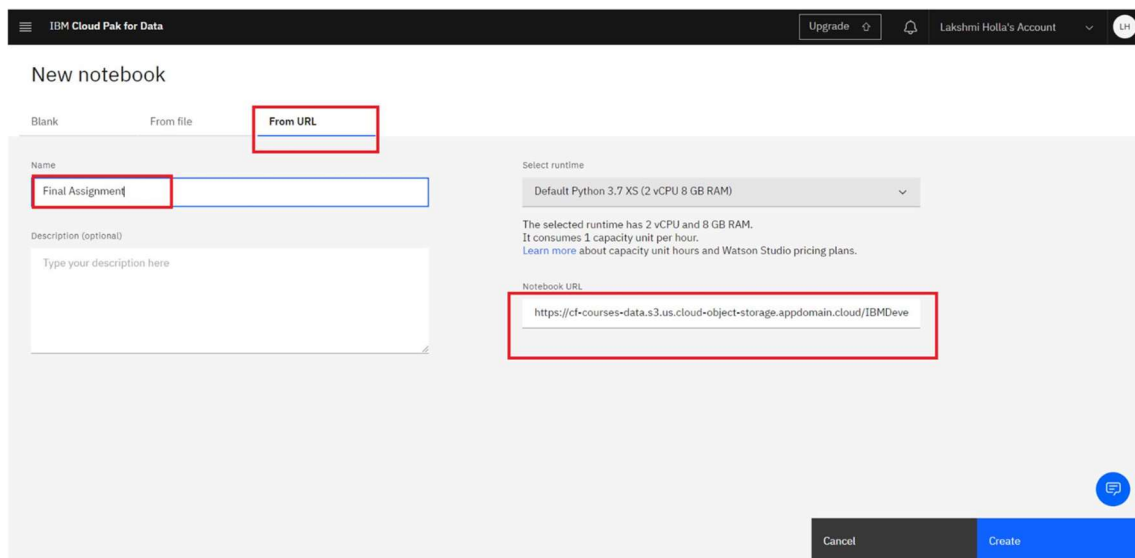 IBM Cloud Pak for Data
Upgrade
Lakshmi Holla's Account
LH
New notebook
Blank
From file
From URL
Name
Final Assignment
Description (optional)
Type your description here
Select runtime
Default Python 3.7 XS (2 vCPU 8 GB RAM)
The selected runtime has 2 vCPU and 8 GB RAM.
It consumes 1 capacity unit per hour.
Learn more about capacity unit hours and Watson Studio pricing plans.
Notebook URL
https://cf-courses-data.s3.us.cloud-object-storage.appdomain.cloud/IBMDeve
Cancel
Create